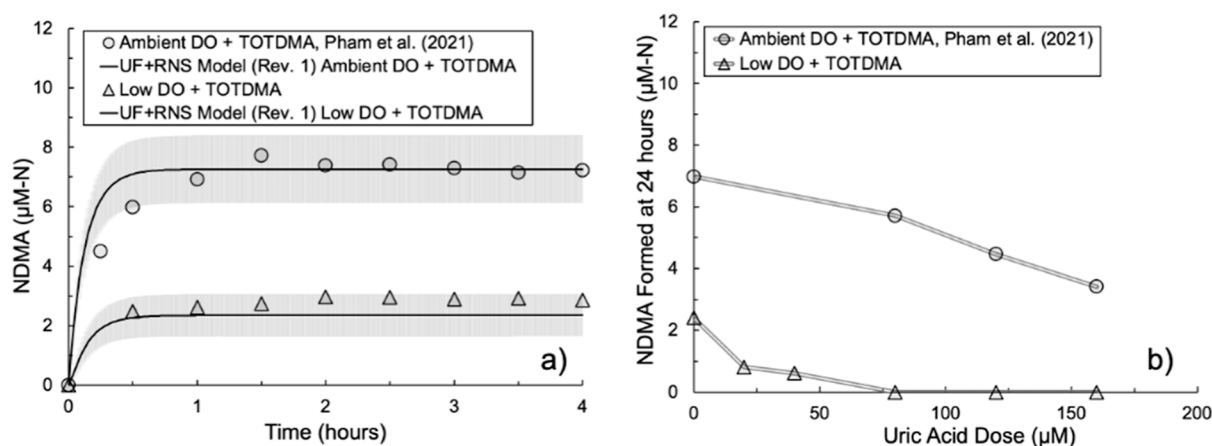 12
10
8
6
4
2
0
NDMA (µM-N)
Ambient DO + TOTDMA, Pham et al. (2021)
UF+RNS Model (Rev. 1) Ambient DO + TOTDMA
Low DO + TOTDMA
UF+RNS Model (Rev. 1) Low DO + TOTDMA
a)
0 1 2 3 4
Time (hours)
12
10
8
6
4
2
0
NDMA Formed at 24 hours (µM-N)
Ambient DO + TOTDMA, Pham et al. (2021)
Low DO + TOTDMA
b)
0 50 100 150 200
Uric Acid Dose (µM)